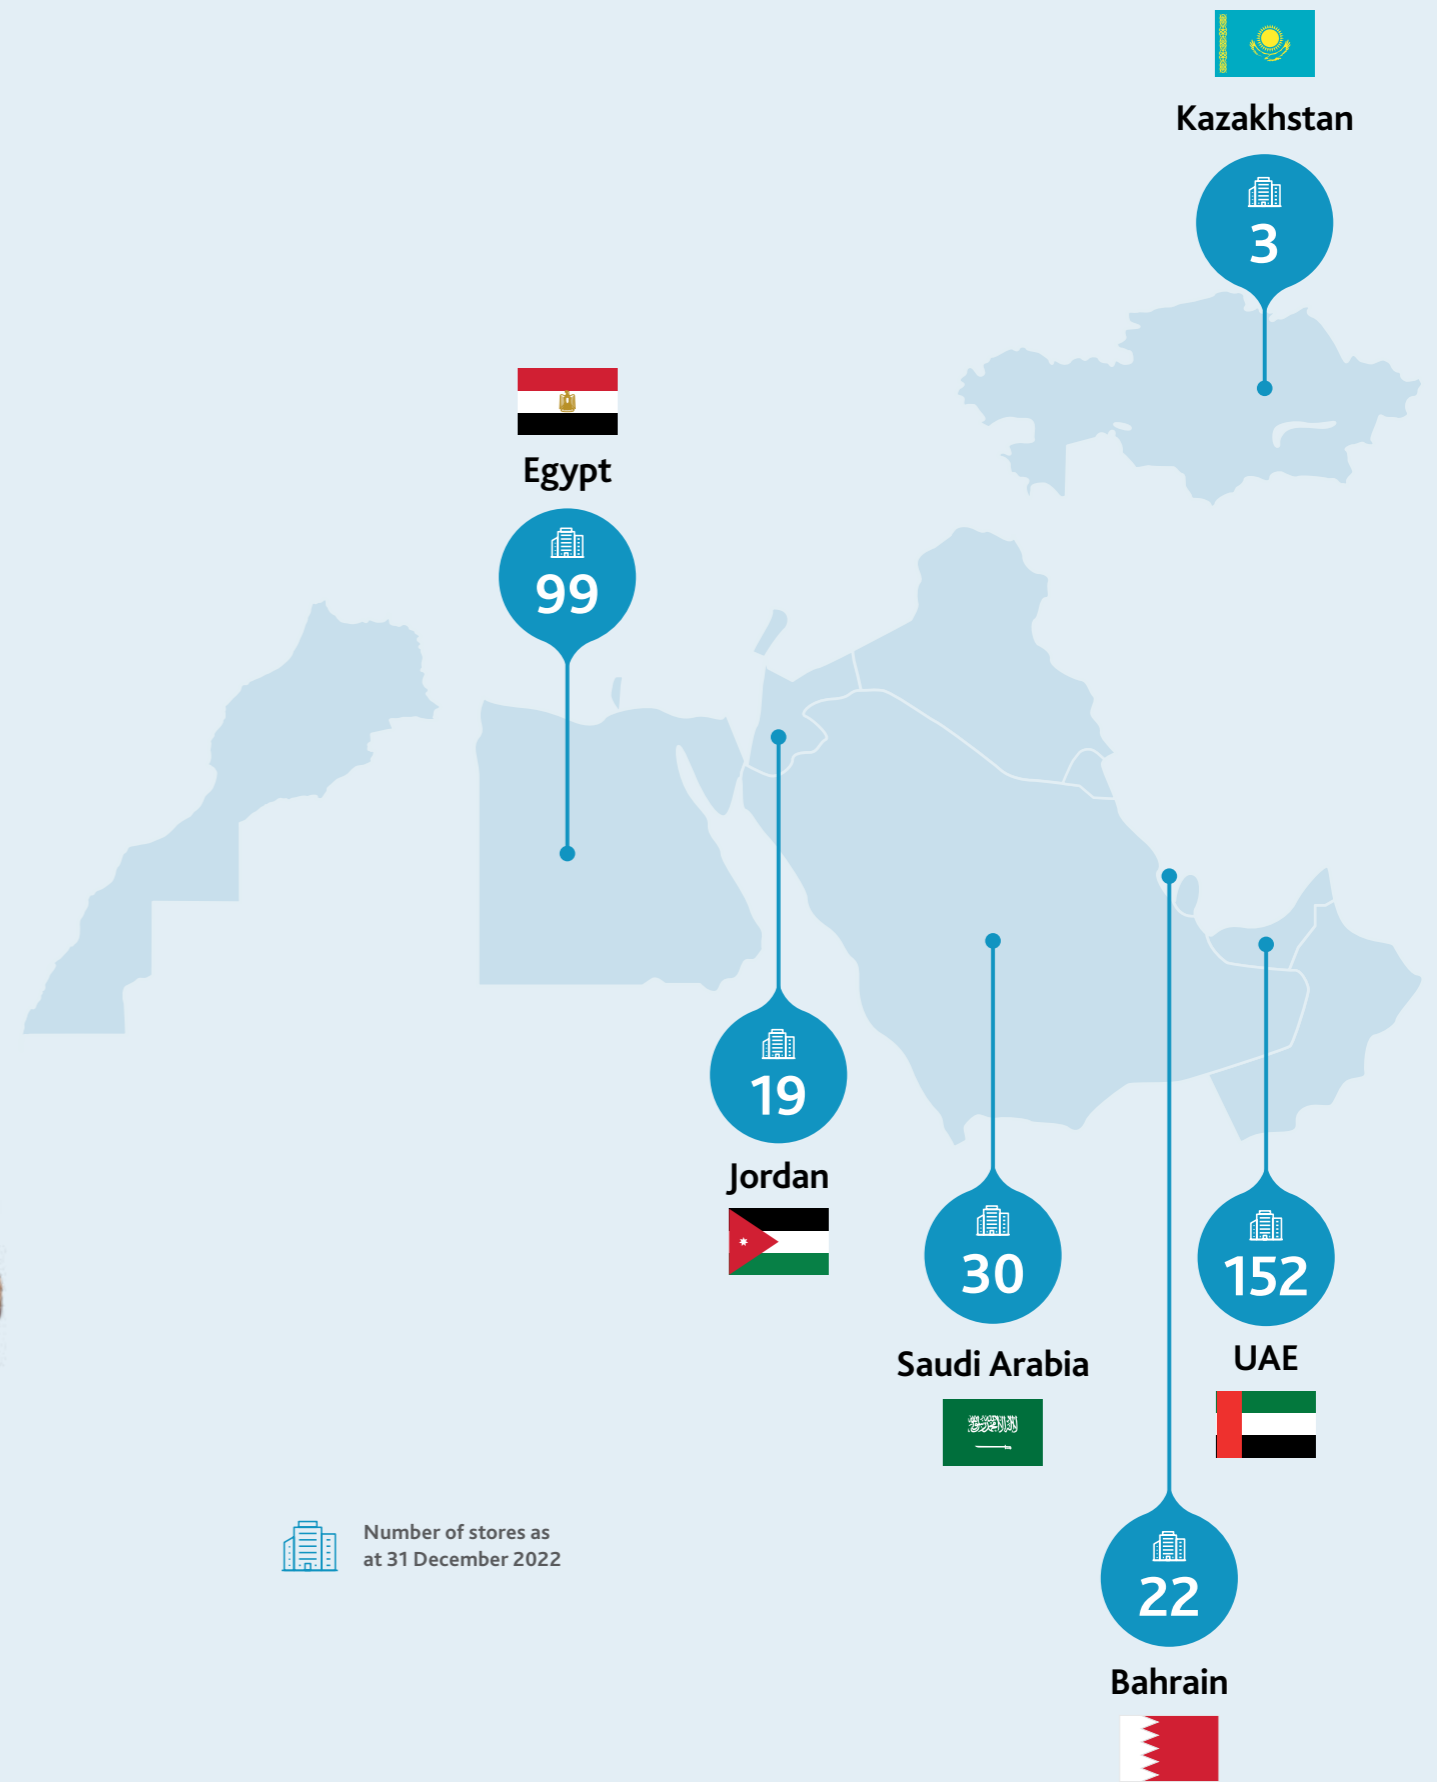 Kazakhstan
3
Egypt
99
19
Jordan
30
Saudi Arabia
152
UAE
22
Bahrain
Number of stores as
at 31 December 2022